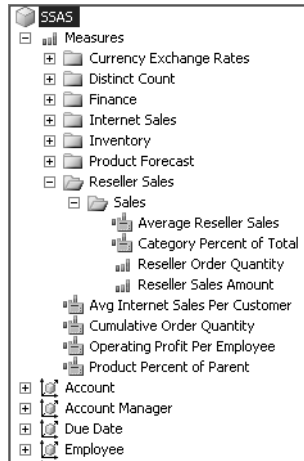 SSAS
Measures
Currency Exchange Rates
Distinct Count
Finance
Internet Sales
Inventory
Product Forecast
Reseller Sales
Sales
Average Reseller Sales
Category Percent of Total
Reseller Order Quantity
Reseller Sales Amount
Avg Internet Sales Per Customer
Cumulative Order Quantity
Operating Profit Per Employee
Product Percent of Parent
Account
Account Manager
Due Date
Employee